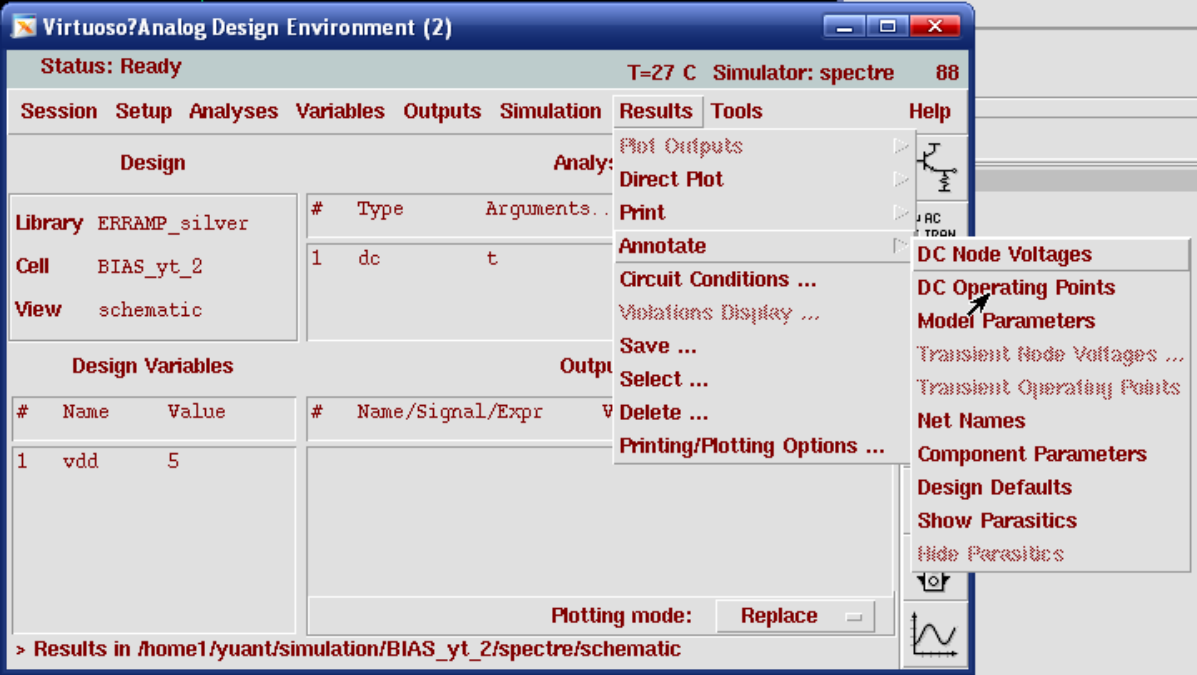 Virtuoso?Analog Design Environment (2)
Status: Ready
T=27 C Simulator: spectre 88
Session Setup Analyses Variables Outputs Simulation Results Tools Help
Design
Library ERRAMP_silver
Cell BIAS_yt_2
View schematic
# Type Arguments..
1 dc t
Design Variables
# Name Value
1 vdd 5
# Name/Signal/Expr
Plot Outputs
Direct Plot
Print
Annotate
Circuit Conditions ...
Violations Display ...
Save ...
Select ...
Delete ...
Printing/Plotting Options ...
AC
TRAN
DC Node Voltages
DC Operating Points
Model Parameters
Transient Node Voltages ...
Transient Operating Points
Net Names
Component Parameters
Design Defaults
Show Parasitics
Hide Parasitics
Plotting mode: Replace
> Results in /home1/yuant/simulation/BIAS_yt_2/spectre/schematic